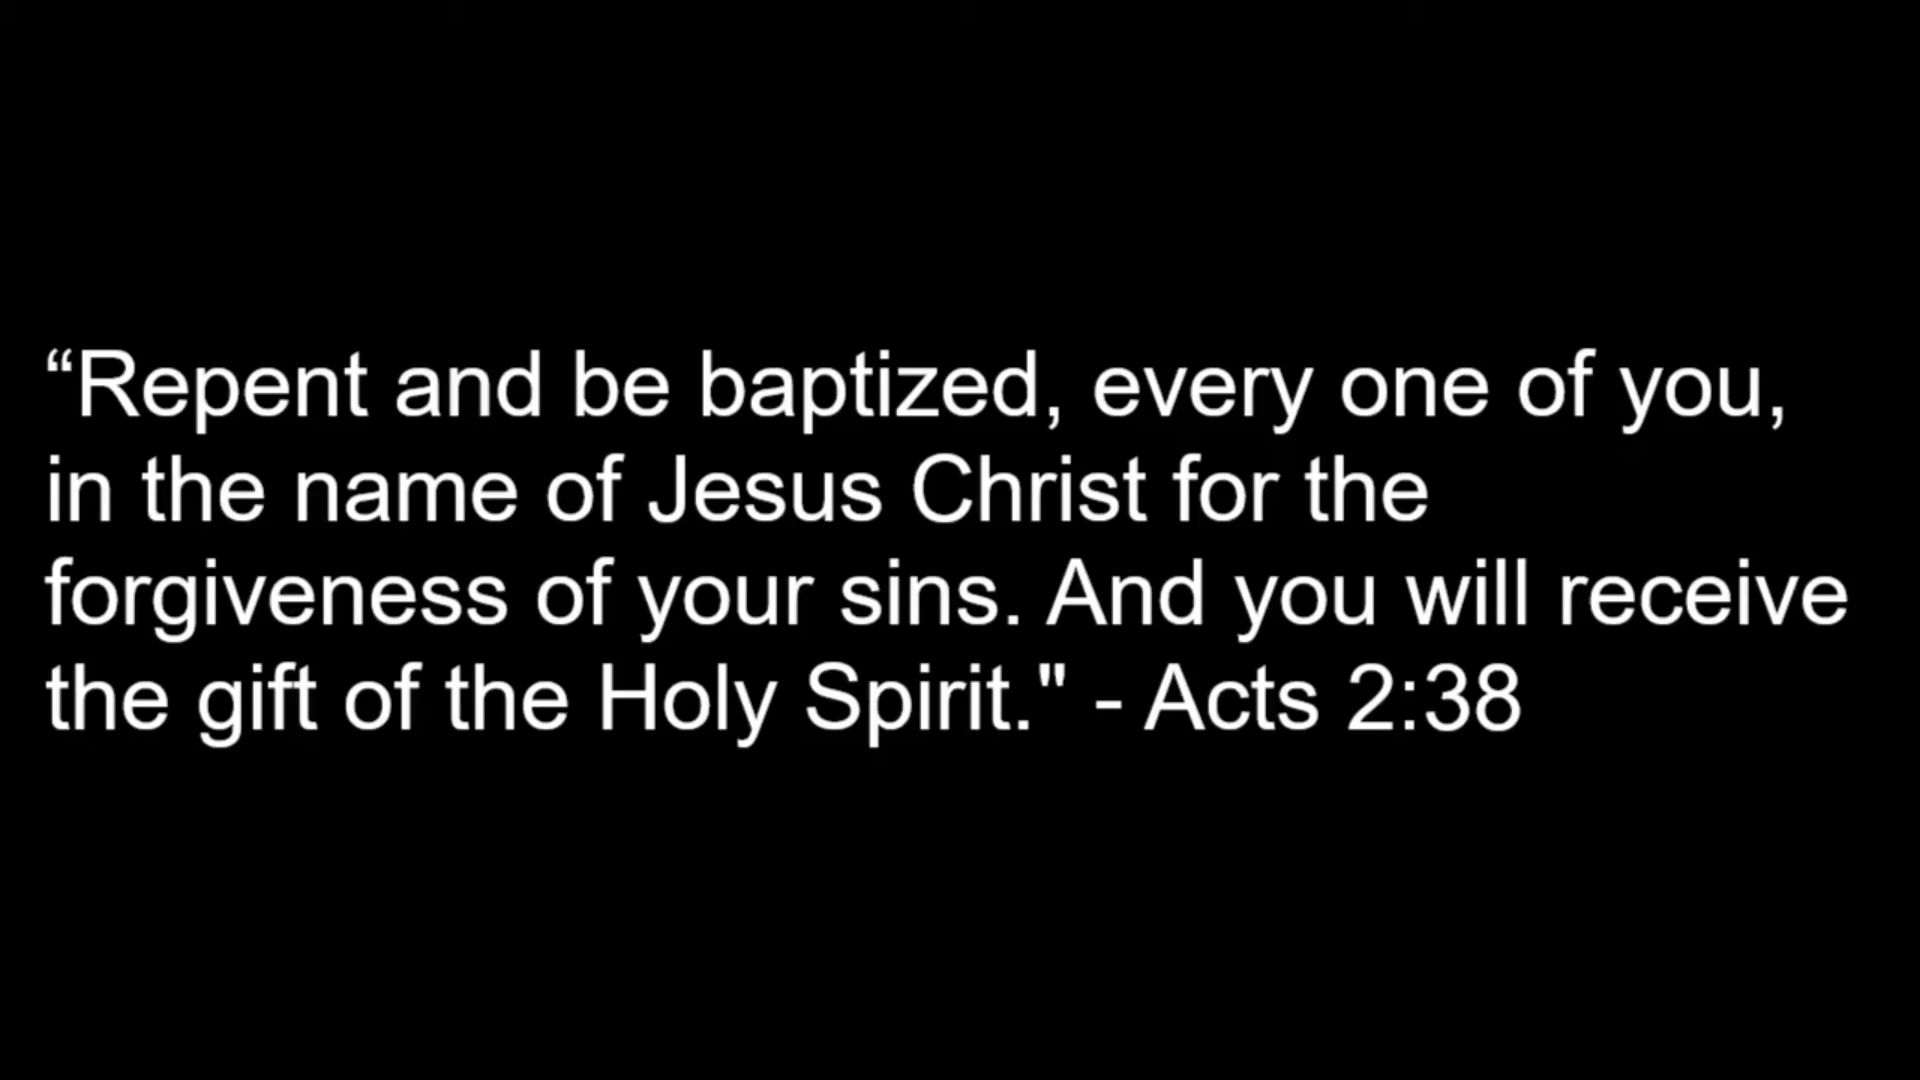 “Repent and be baptized, every one of you,
in the name of Jesus Christ for the
forgiveness of your sins. And you will receive
the gift of the Holy Spirit." - Acts 2:38